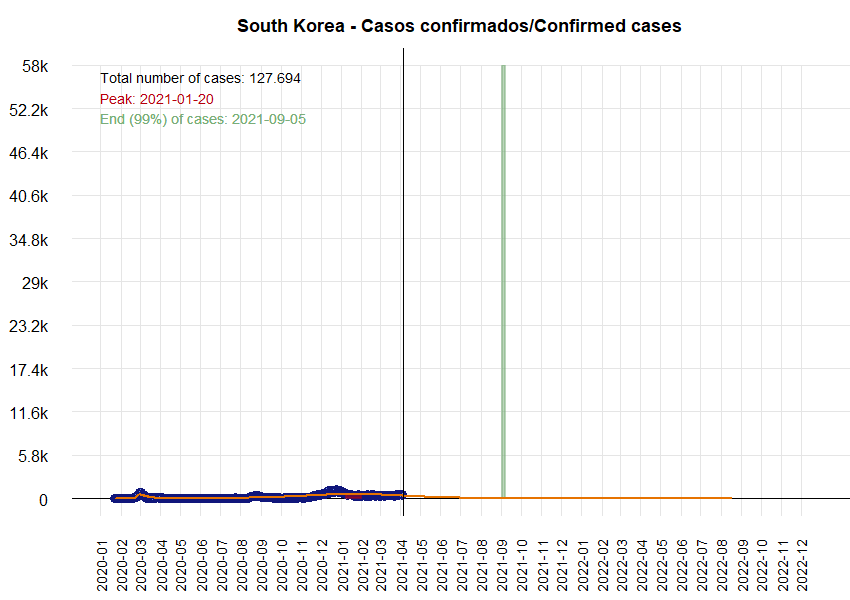 South Korea - Casos confirmados/Confirmed cases
58k
Total number of cases: 127.694
Peak: 2021-01-20
End (99%) of cases: 2021-09-05
52.2k
46.4k
40.6k
34.8k
29k
23.2k
17.4k
11.6k
5.8k
0
2020-01
2020-02
2020-03
2020-04
2020-05
2020-06
2020-07
2020-08
2020-09
2020-10
2020-11
2020-12
2021-01
2021-02
2021-03
2021-04
2021-05
2021-06
2021-07
2021-08
2021-09
2021-10
2021-11
2021-12
2022-01
2022-02
2022-03
2022-04
2022-05
2022-06
2022-07
2022-08
2022-09
2022-10
2022-11
2022-12